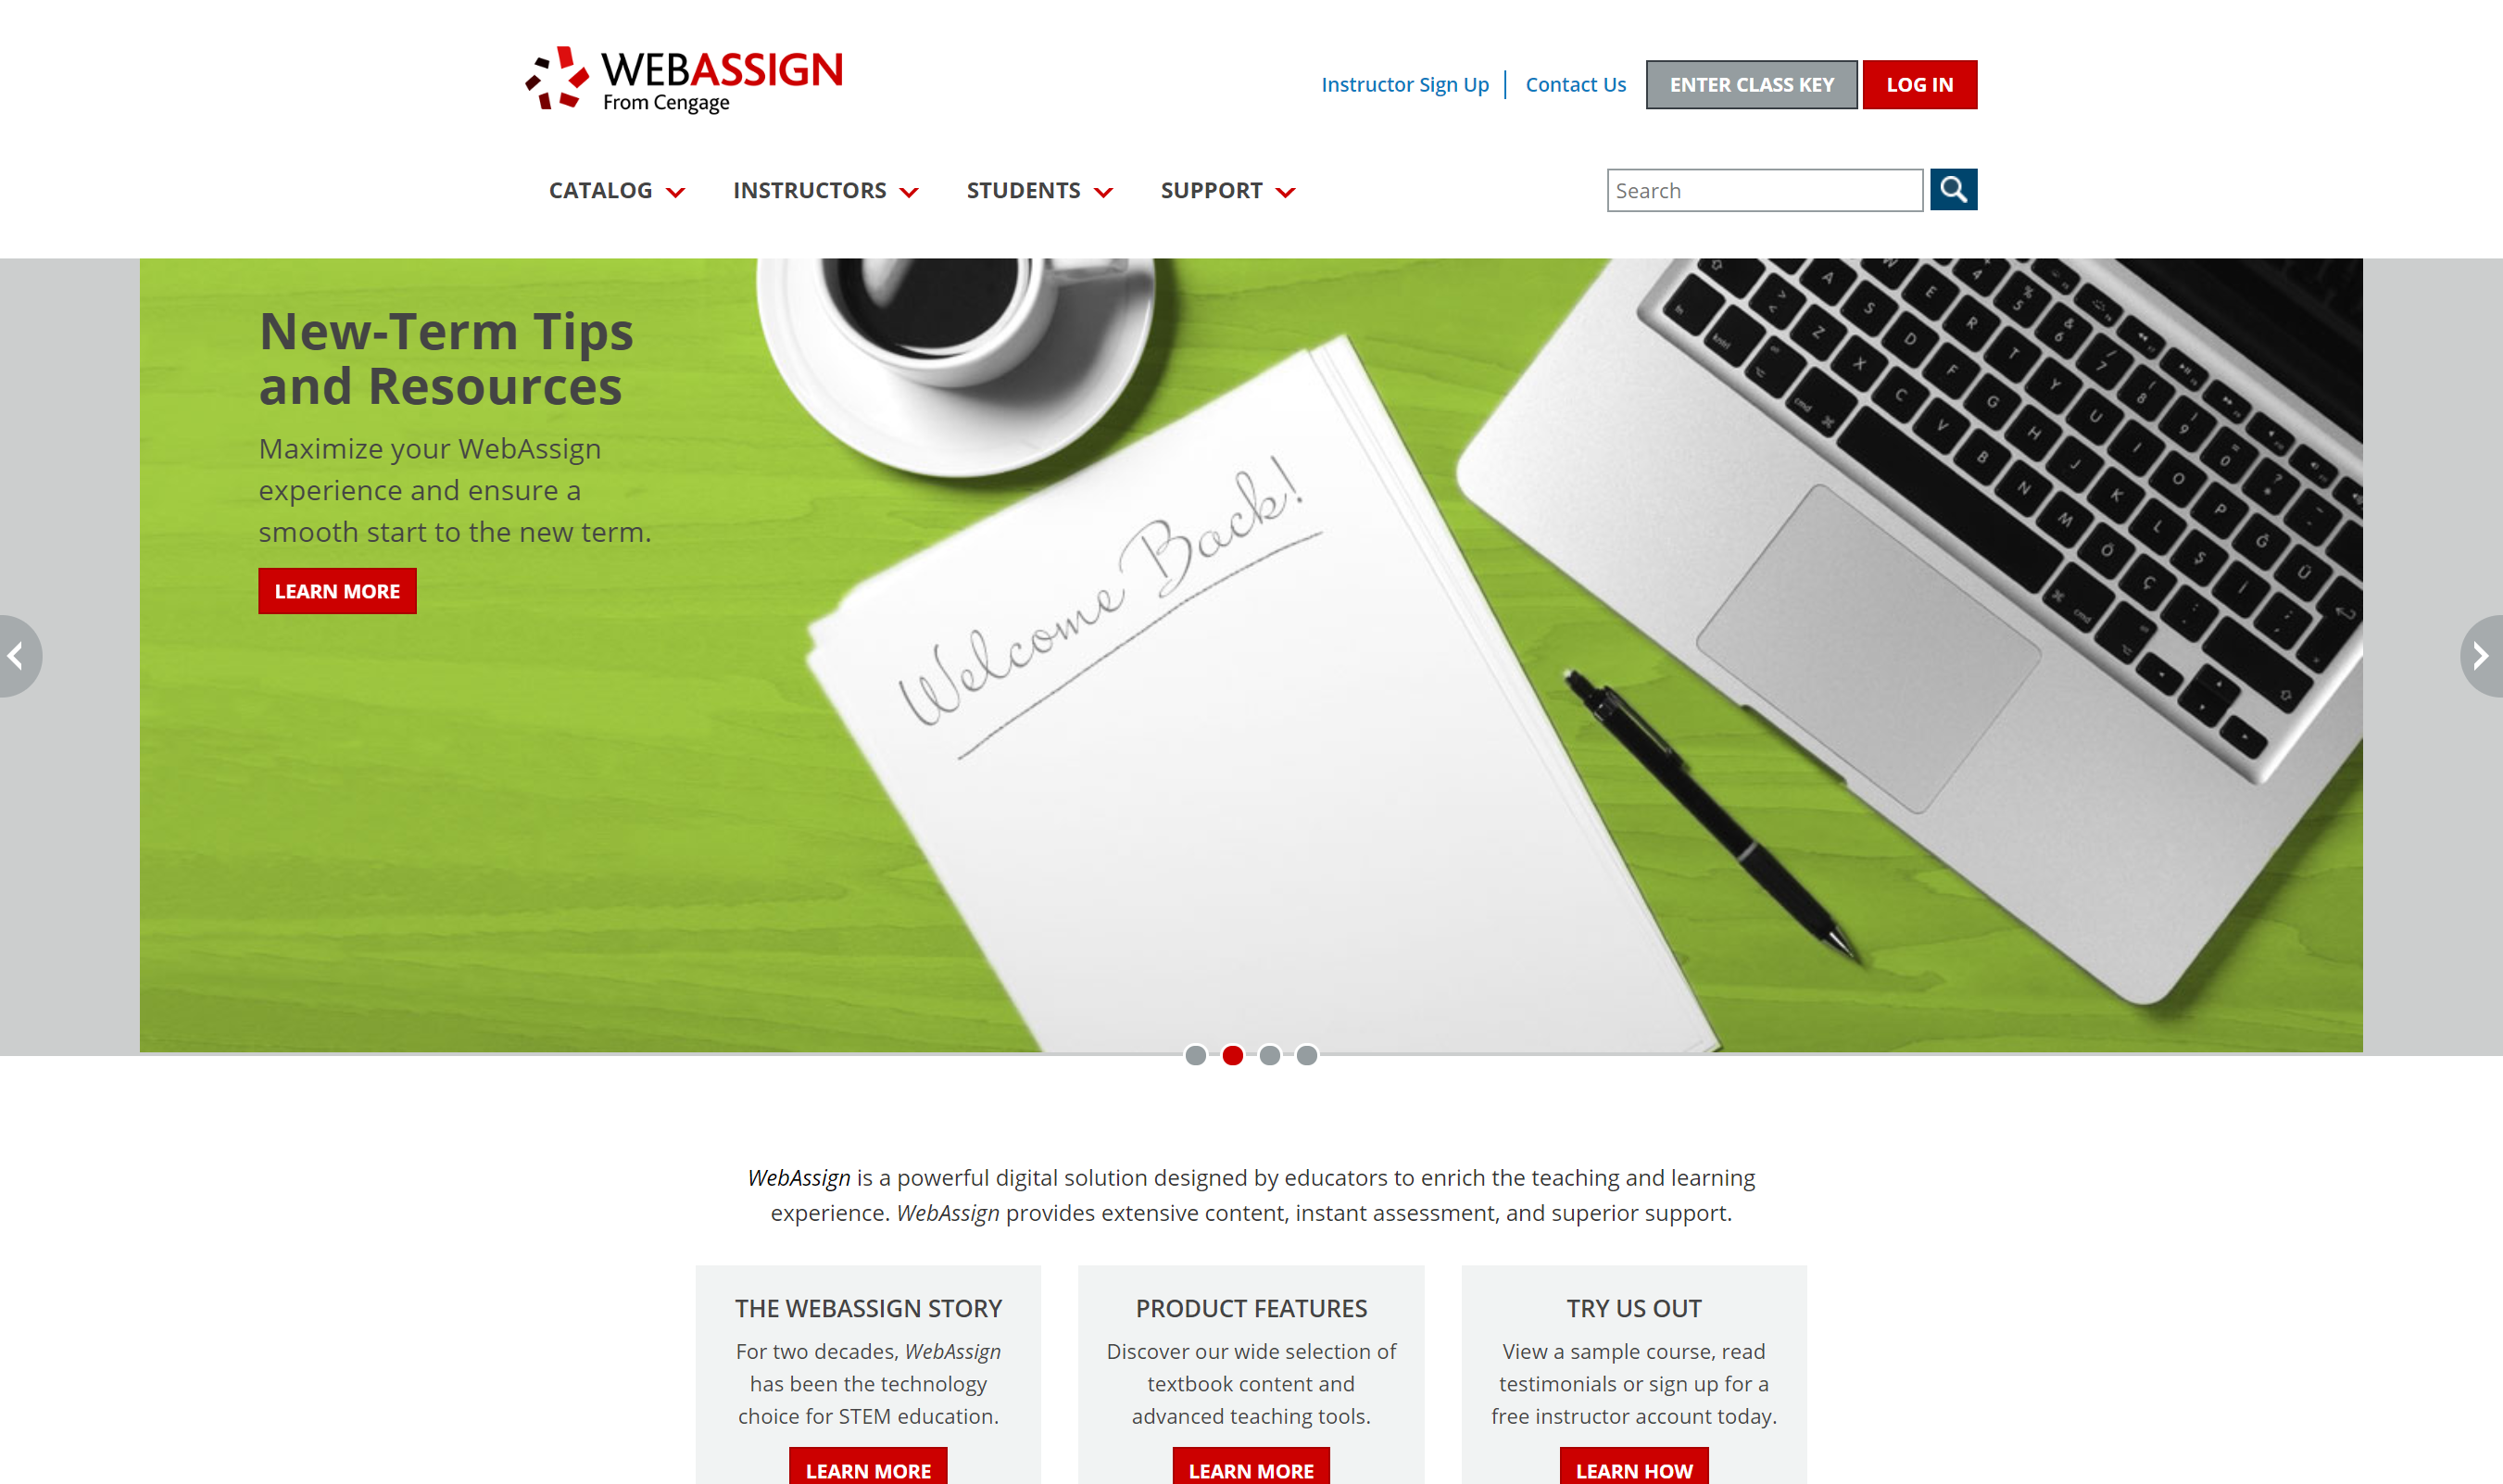 WEBASSIGN
From Cengage
Instructor Sign Up
Contact Us
ENTER CLASS KEY
LOG IN
CATALOG
INSTRUCTORS
STUDENTS
SUPPORT
Search
New-Term Tips
and Resources
Maximize your WebAssign
experience and ensure a
smooth start to the new term.
LEARN MORE
Welcome Back!
WebAssign is a powerful digital solution designed by educators to enrich the teaching and learning
experience. WebAssign provides extensive content, instant assessment, and superior support.
THE WEBASSIGN STORY
For two decades, WebAssign
has been the technology
choice for STEM education.
LEARN MORE
PRODUCT FEATURES
Discover our wide selection of
textbook content and
advanced teaching tools.
LEARN MORE
TRY US OUT
View a sample course, read
testimonials or sign up for a
free instructor account today.
LEARN HOW